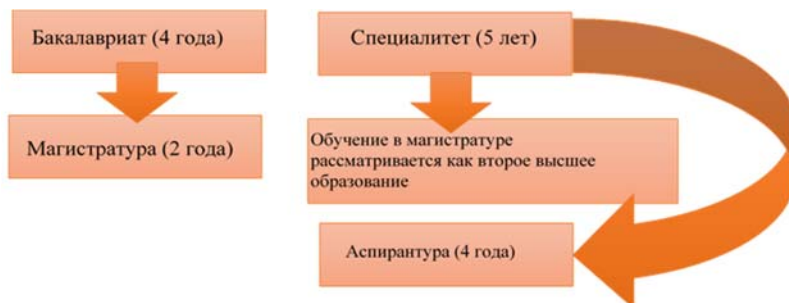 Бакалавриат (4 года)
Магистратура (2 года)
Специалитет (5 лет)
Обучение в магистратуре
рассматривается как второе высшее
образование
Аспирантура (4 года)